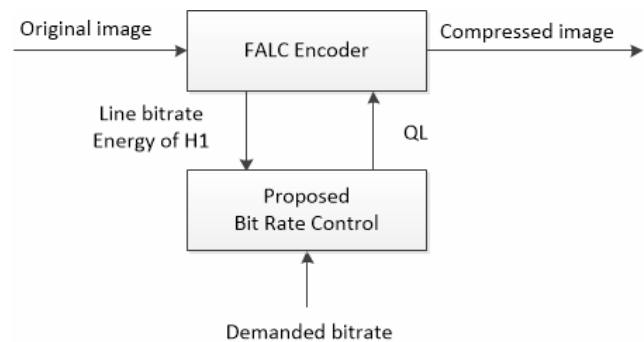 Original image
FALC Encoder
Compressed image
Line bitrate
Energy of H1
QL
Proposed
Bit Rate Control
Demanded bitrate